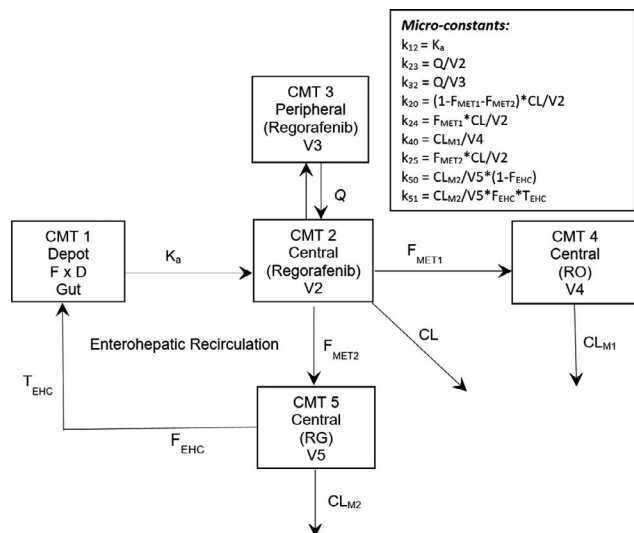 Micro-constants:
k12 = Ka
k23 = Q/V2
k32 = Q/V3
k20 = (1-FMET1-FMET2)*CL/V2
k24 = FMET1*CL/V2
k40 = CLM1/V4
k25 = FMET2*CL/V2
k50 = CLM2/V5*(1-FEHC)
k51 = CLM2/V5*FEHC*TEHC
CMT 3
Peripheral
(Regorafenib)
V3
Q
CMT 1
Depot
F x D
Gut
Ka
CMT 2
Central
(Regorafenib)
V2
FMET1
CMT 4
Central
(RO)
V4
Enterohepatic Recirculation
FMET2
CL
CLM1
TEHC
FEHC
CMT 5
Central
(RG)
V5
CLM2